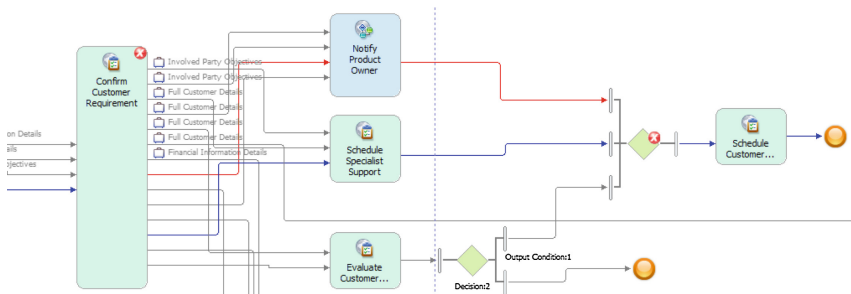 Confirm
Customer
Requirement
Involved Party Objectives
Involved Party Objectives
Full Customer Details
Full Customer Details
Full Customer Details
Full Customer Details
Financial Information Details
on Details
ails
bjectives
Notify
Product
Owner
Schedule
Specialist
Support
Evaluate
Customer...
Output Condition:1
Decision:2
Schedule
Customer...